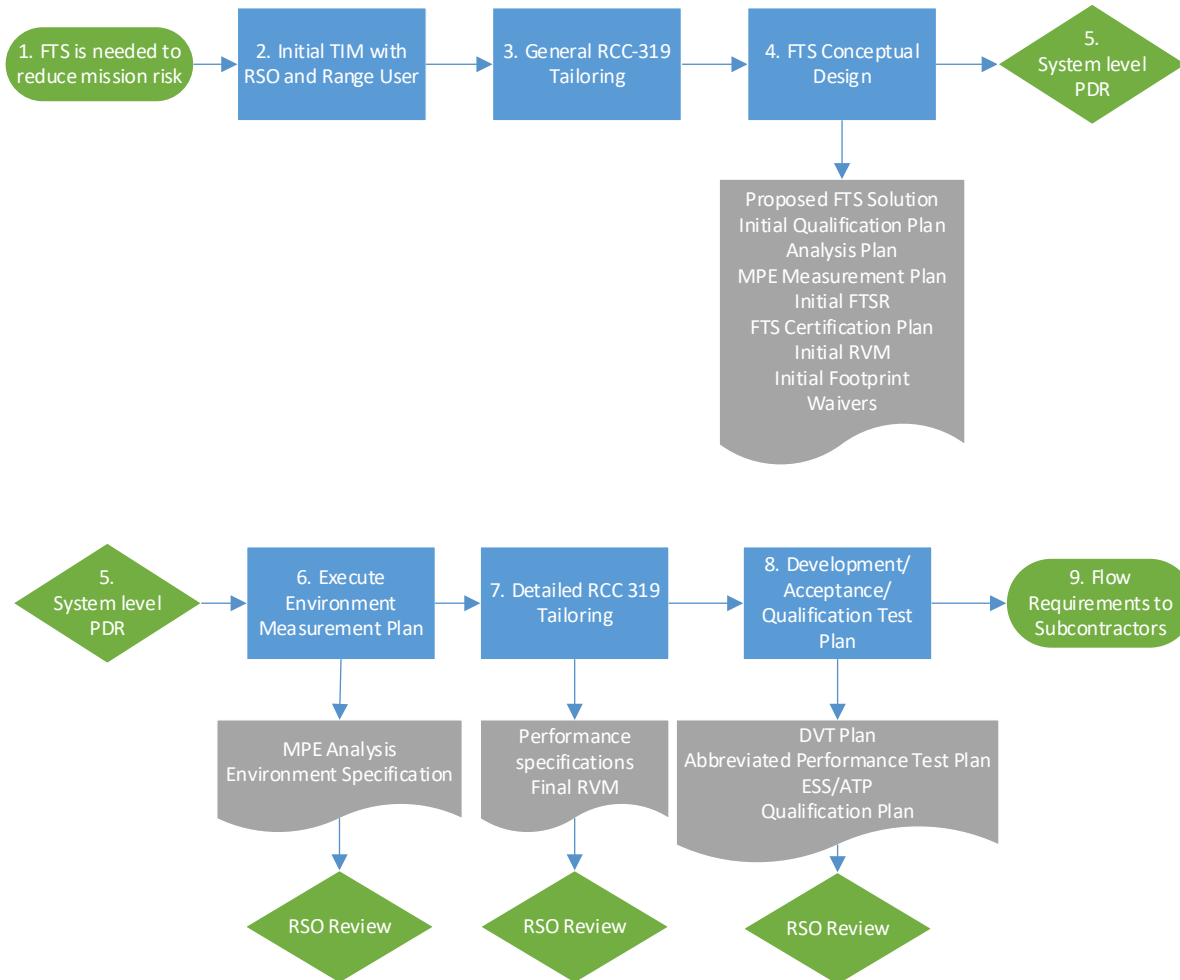 1. FTS is needed to
reduce mission risk
2. Initial TIM with
RSO and Range User
3. General RCC-319
Tailoring
4. FTS Conceptual
Design
5.
System level
PDR
Proposed FTS Solution
Initial Qualification Plan
Analysis Plan
MPE Measurement Plan
Initial FTSR
FTS Certification Plan
Initial RVM
Initial Footprint
Waivers
5.
System level
PDR
6. Execute
Environment
Measurement Plan
7. Detailed RCC 319
Tailoring
8. Development/
Acceptance/
Qualification Test
Plan
9. Flow
Requirements to
Subcontractors
MPE Analysis
Environment Specification
Performance
specifications
Final RVM
DVT Plan
Abbreviated Performance Test Plan
ESS/ATP
Qualification Plan
RSO Review
RSO Review
RSO Review